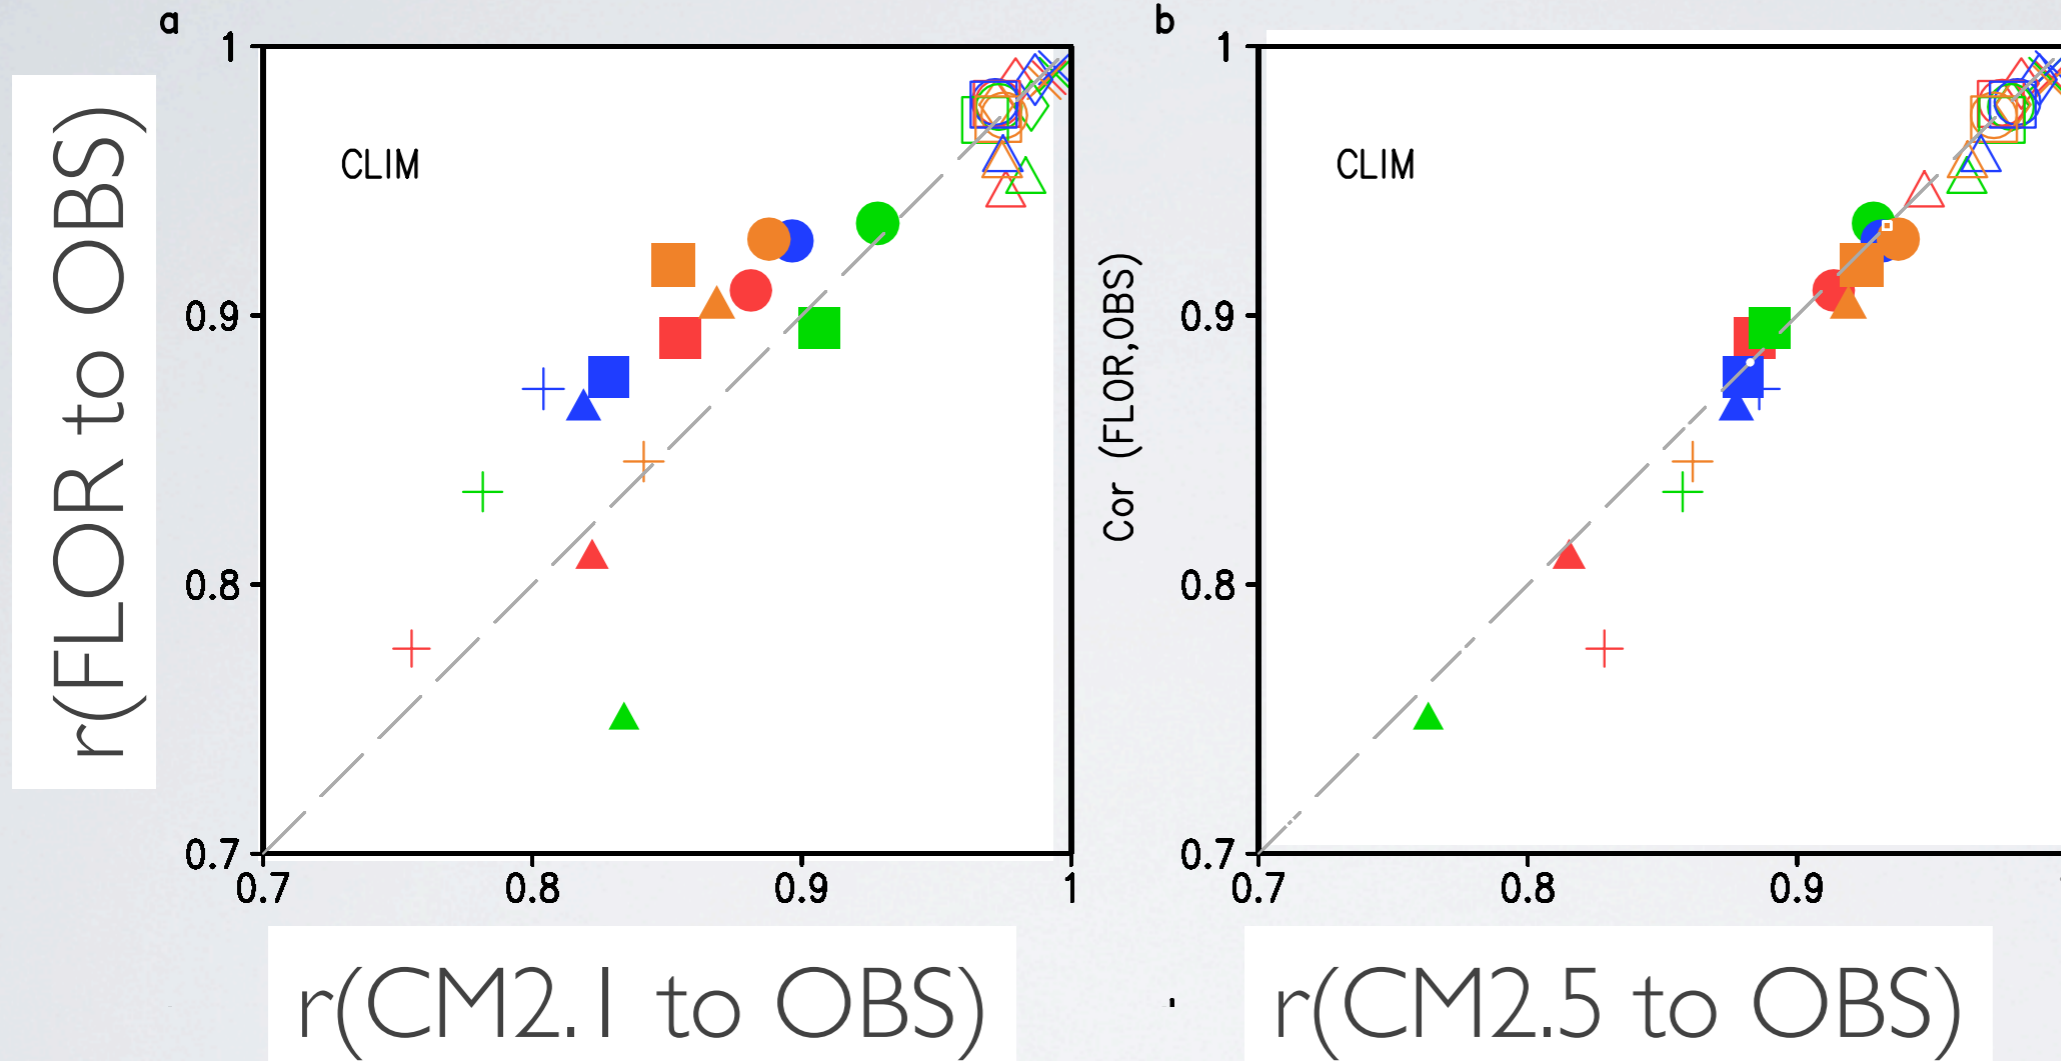 a
r(FLOR to OBS)
1
0.9
0.8
0.7
CLIM
0.7
0.8
0.9
1
r(CM2.1 to OBS)
b
Cor (FLOR,OBS)
1
0.9
0.8
0.7
CLIM
0.7
0.8
0.9
r(CM2.5 to OBS)